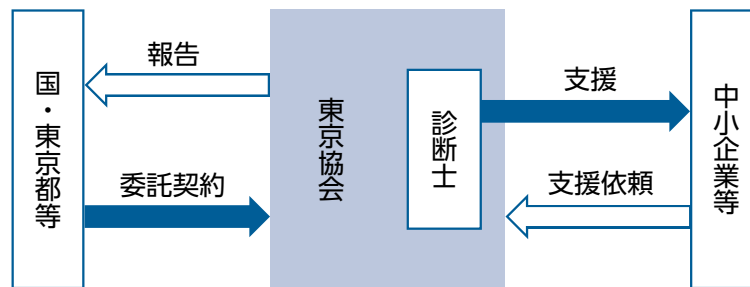 国・東京都等
報告
委託契約
東京協会
診断士
支援
支援依頼
中小企業等